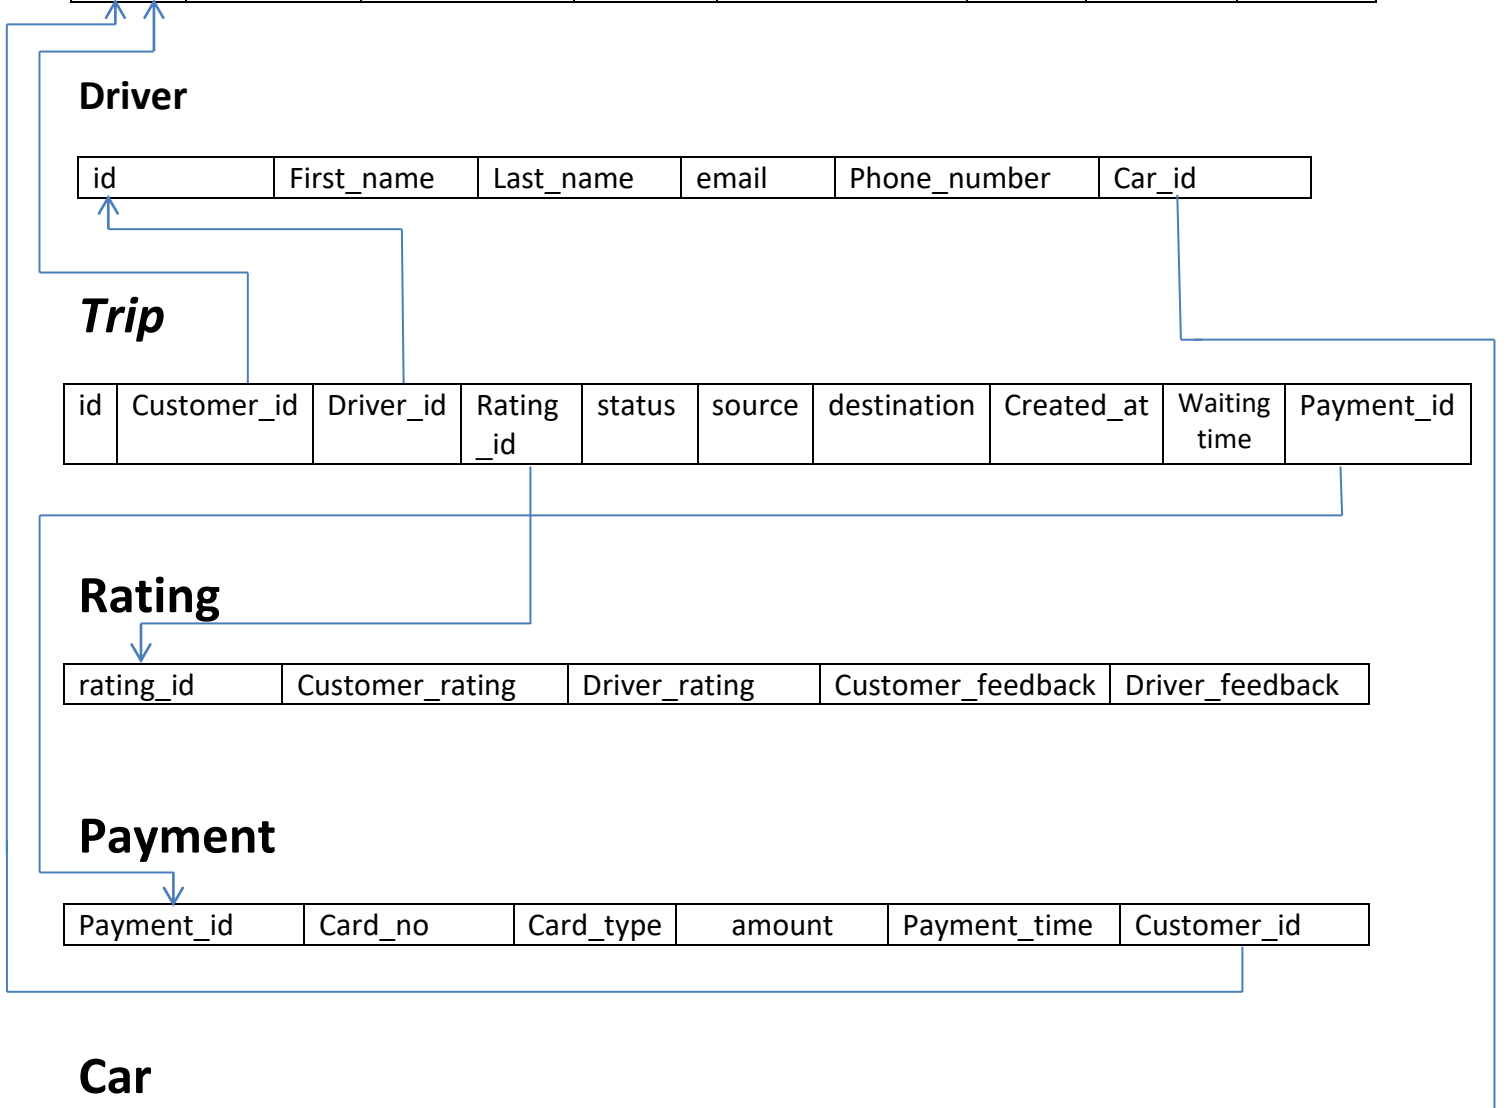 Driver
id First_name Last_name email Phone_number Car_id
Trip
id Customer_id Driver_id Rating status source destination Created_at Waiting Payment_id
_id time
Rating
rating_id Customer_rating Driver_rating Customer_feedback Driver_feedback
Payment
Payment_id Card_no Card_type amount Payment_time Customer_id
Car